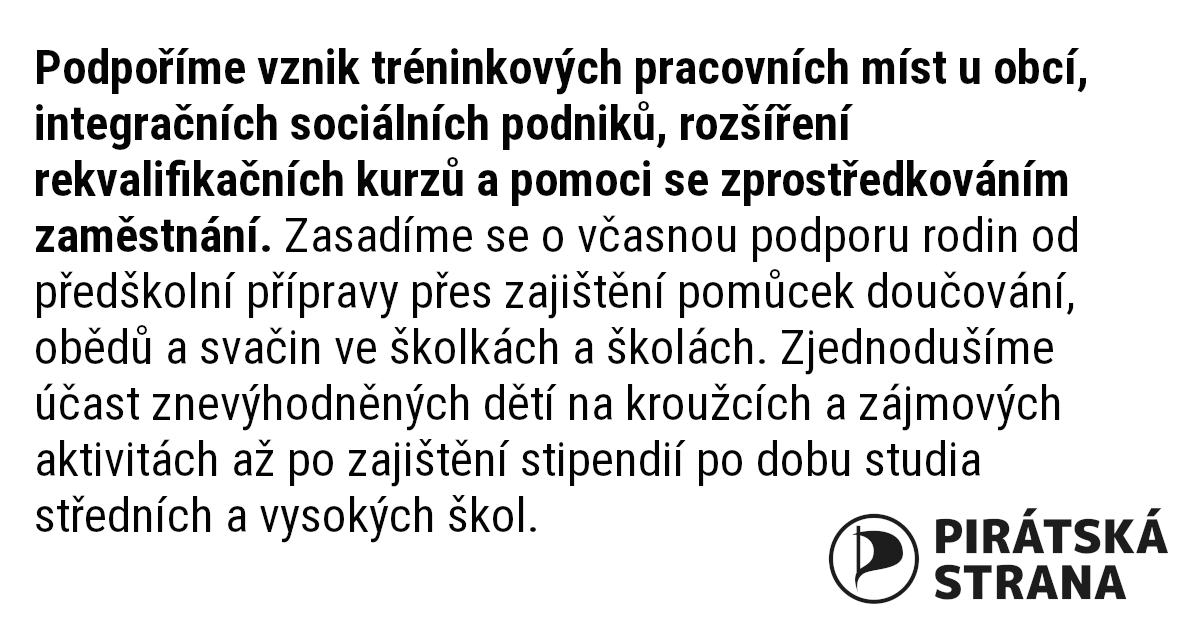 Podpoříme vznik tréninkových pracovních míst u obcí,
integračních sociálních podniků, rozšíření
rekvalifikačních kurzů a pomoci se zprostředkováním
zaměstnání. Zasadíme se o včasnou podporu rodin od
předškolní přípravy přes zajištění pomůcek doučování,
obědů a svačin ve školkách a školách. Zjednodušíme
účast znevýhodněných dětí na kroužcích a zájmových
aktivitách až po zajištění stipendií po dobu studia
středních a vysokých škol.
PIRÁTSKÁ
STRANA